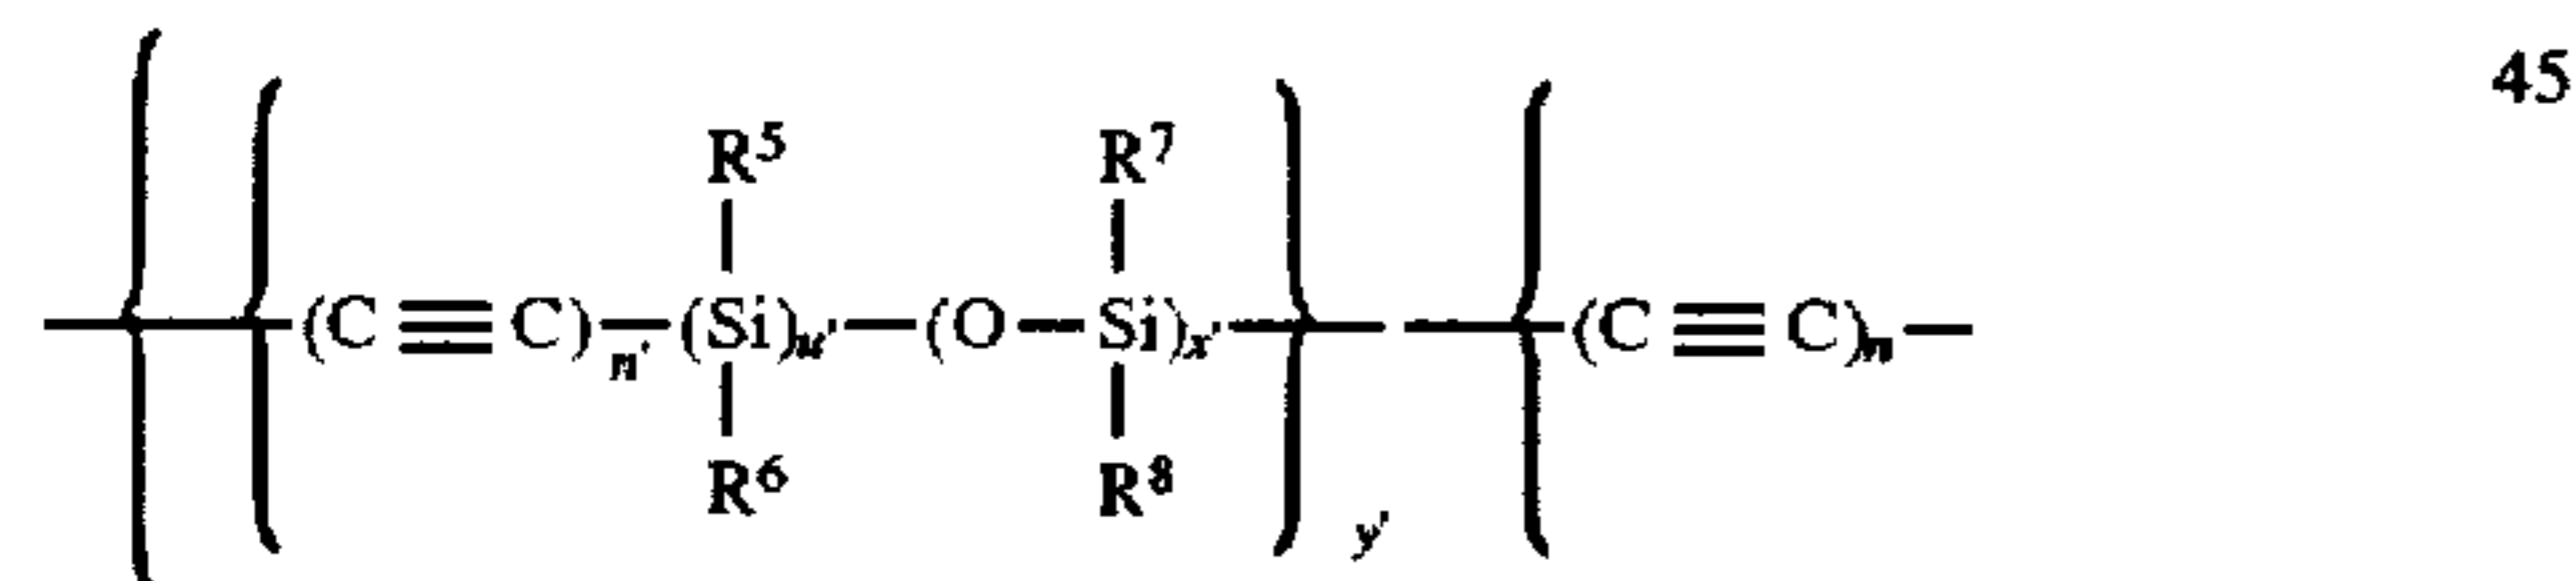 45
R⁵ R⁷
(C≡C)n' (Si)u' (O—Si)x' (C≡C)n
R⁶ R⁸
y'